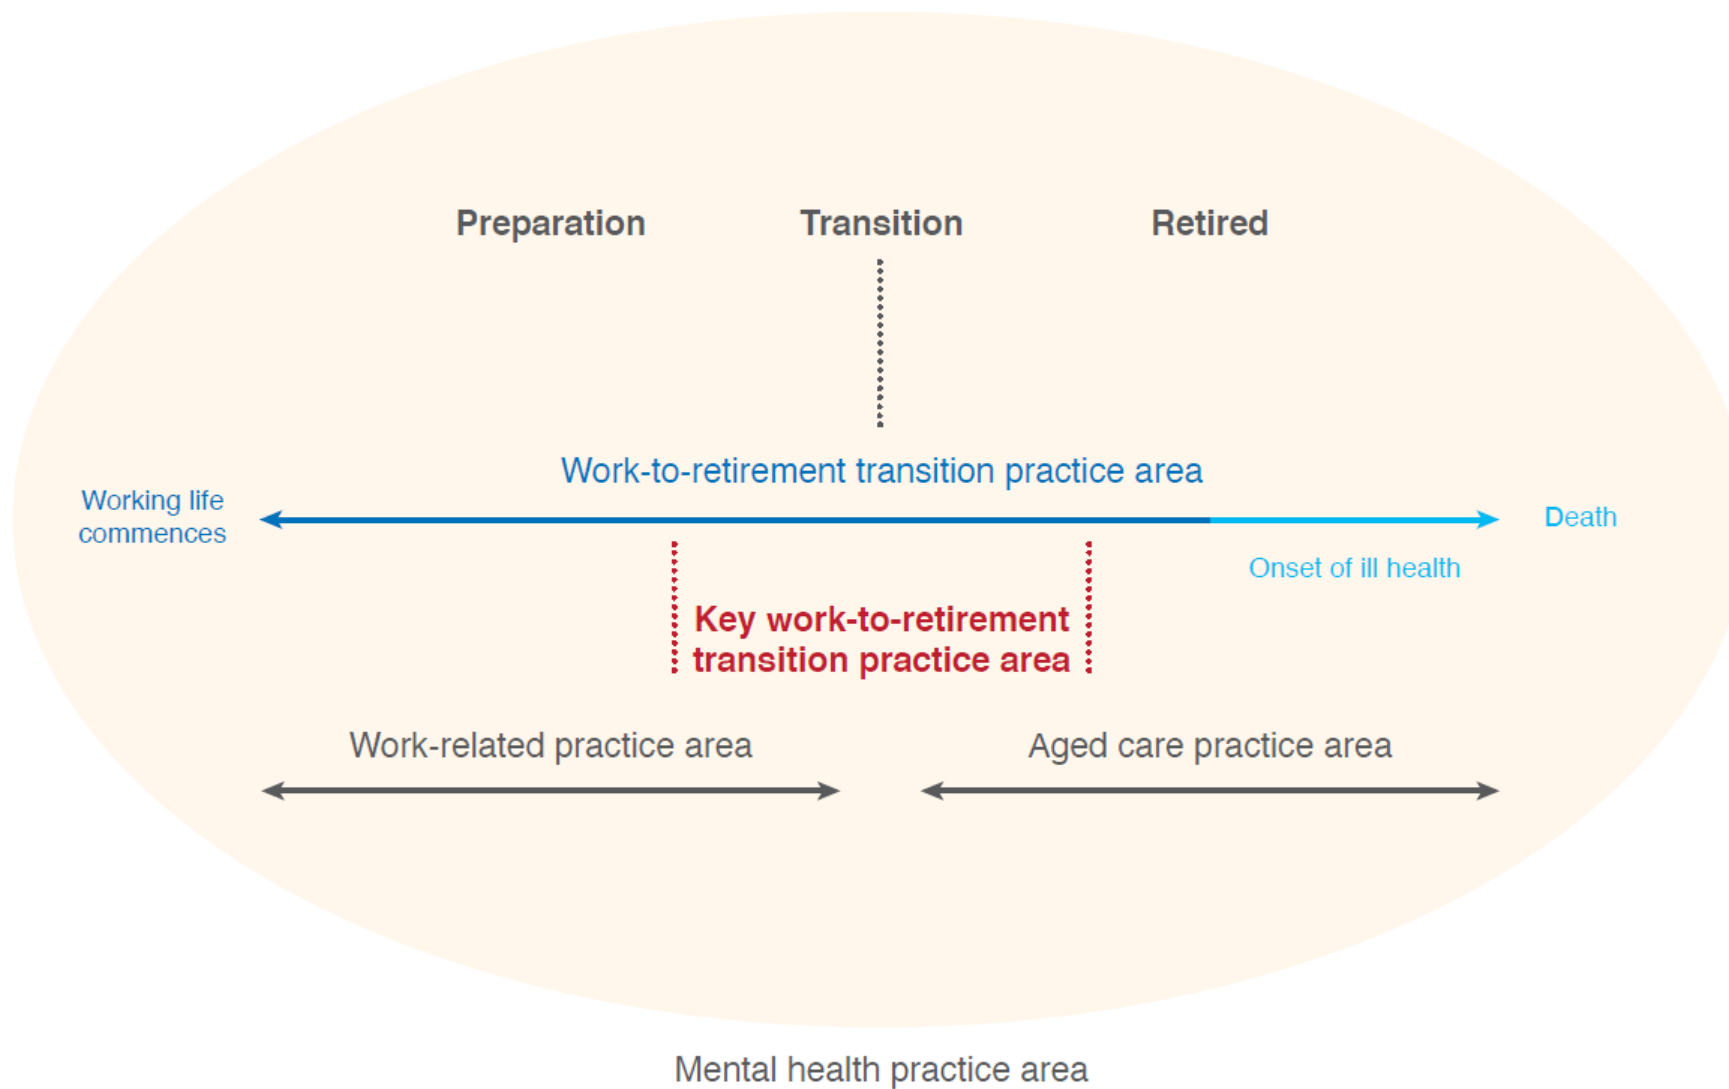 Preparation
Transition
Retired
Work-to-retirement transition practice area
Working life
commences
Death
Onset of ill health
Key work-to-retirement
transition practice area
Work-related practice area
Aged care practice area
Mental health practice area